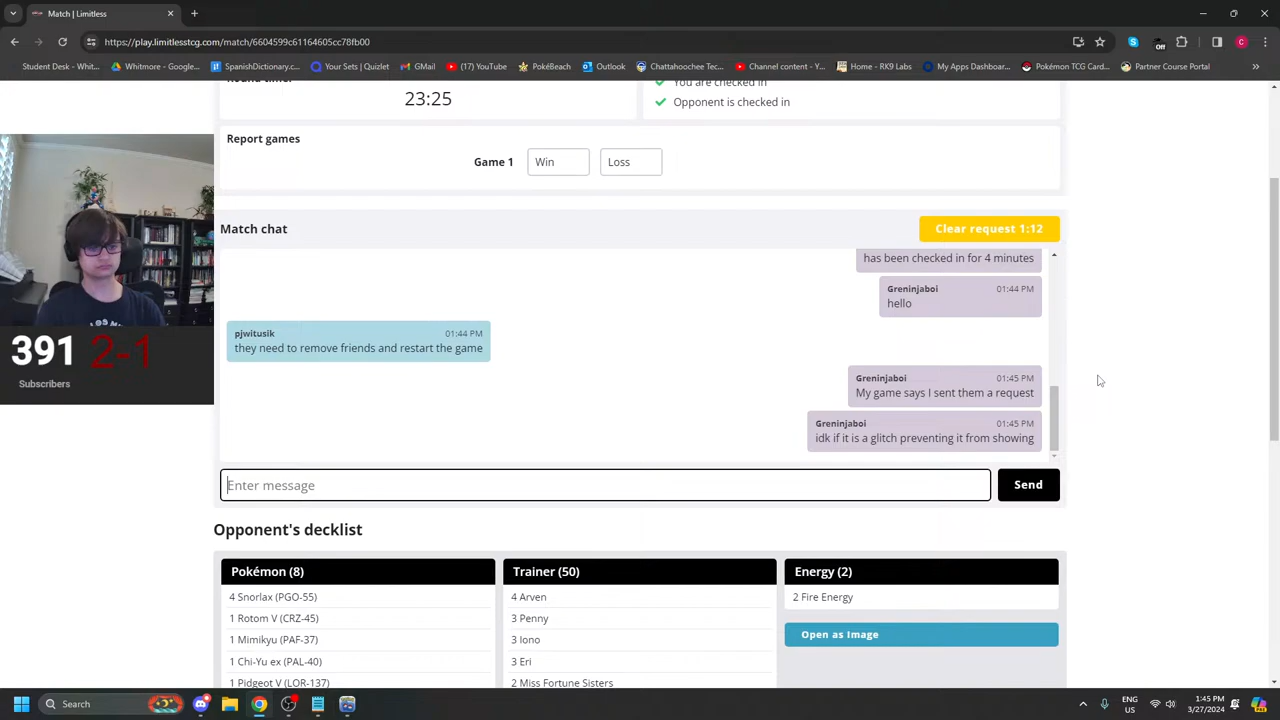 Match | Limitless
https://play.limitlesstcg.com/match/6604599c61164605cc78fb00
Student Desk - Whit...
Whitmore - Google...
SpanishDictionary.c...
Your Sets | Quizlet
GMail
(17) YouTube
PokéBeach
Outlook
Chattahoochee Tec...
Channel content - Y...
Home - RK9 Labs
My Apps Dashboar...
Pokémon TCG Card...
Partner Course Portal
Round timer
You are checked in
23:25
Opponent is checked in
Report games
Game 1
Win
Loss
Match chat
Clear request 1:12
has been checked in for 4 minutes
Greninjaboi 01:44 PM
hello
pjwitusik 01:44 PM
they need to remove friends and restart the game
Greninjaboi 01:45 PM
My game says I sent them a request
Greninjaboi 01:45 PM
idk if it is a glitch preventing it from showing
391 2-1
Subscribers
Enter message
Send
Opponent's decklist
Pokémon (8)
4 Snorlax (PGO-55)
1 Rotom V (CRZ-45)
1 Mimikyu (PAF-37)
1 Chi-Yu ex (PAL-40)
1 Pidgeot V (LOR-137)
Trainer (50)
4 Arven
3 Penny
3 Iono
3 Eri
2 Miss Fortune Sisters
Energy (2)
2 Fire Energy
Open as Image
Search
ENG
US
1:45 PM
3/27/2024